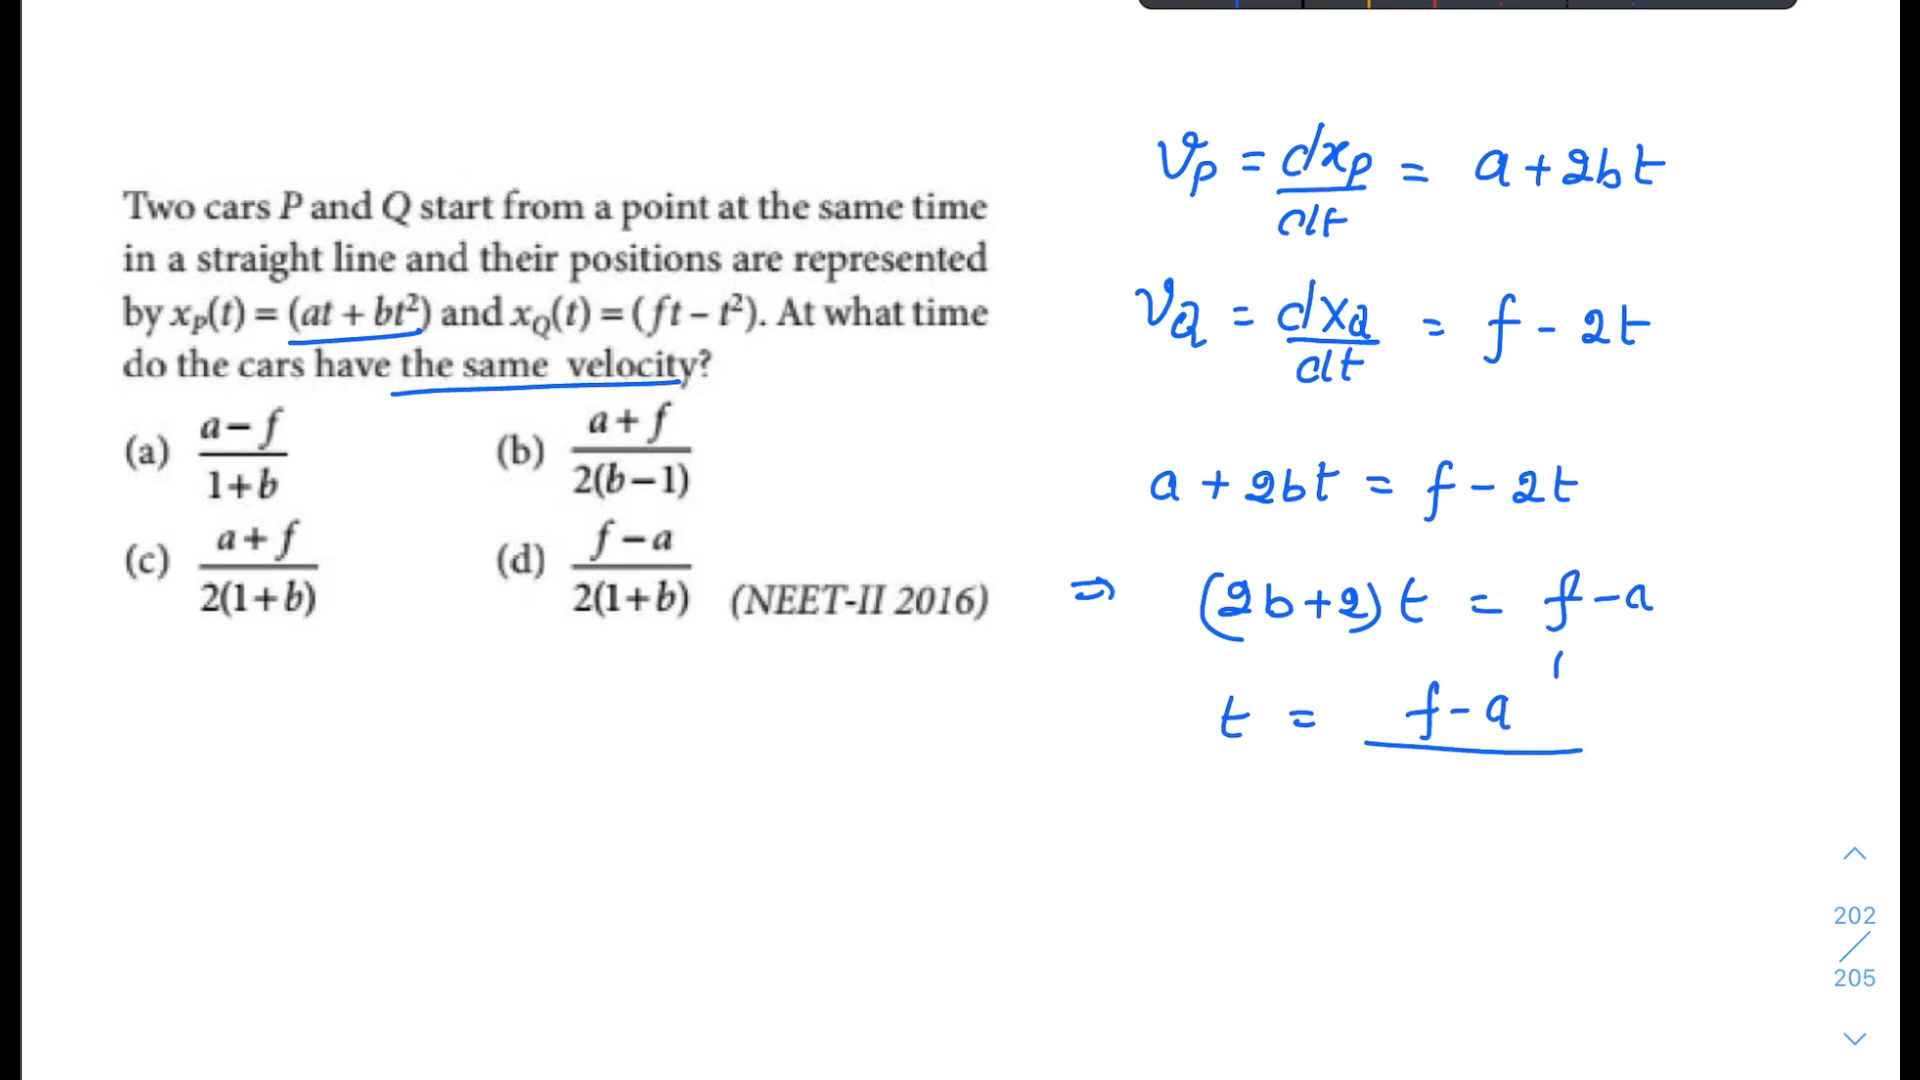 Two cars P and Q start from a point at the same time
in a straight line and their positions are represented
by xₚ(t) = (at + bt²) and x_Q(t) = (ft – t²). At what time
do the cars have the same velocity?
(a) (a – f)/(1+b)
(b) (a + f)/(2(b – 1))
(c) (a + f)/(2(1+b))
(d) (f – a)/(2(1+b)) (NEET-II 2016)
vₚ = dxₚ/dt = a + 2bt
v_Q = dx_Q/dt = f - 2t
a + 2bt = f - 2t
⇒ (2b+2) t = f - a
t = f - a
202
/
205